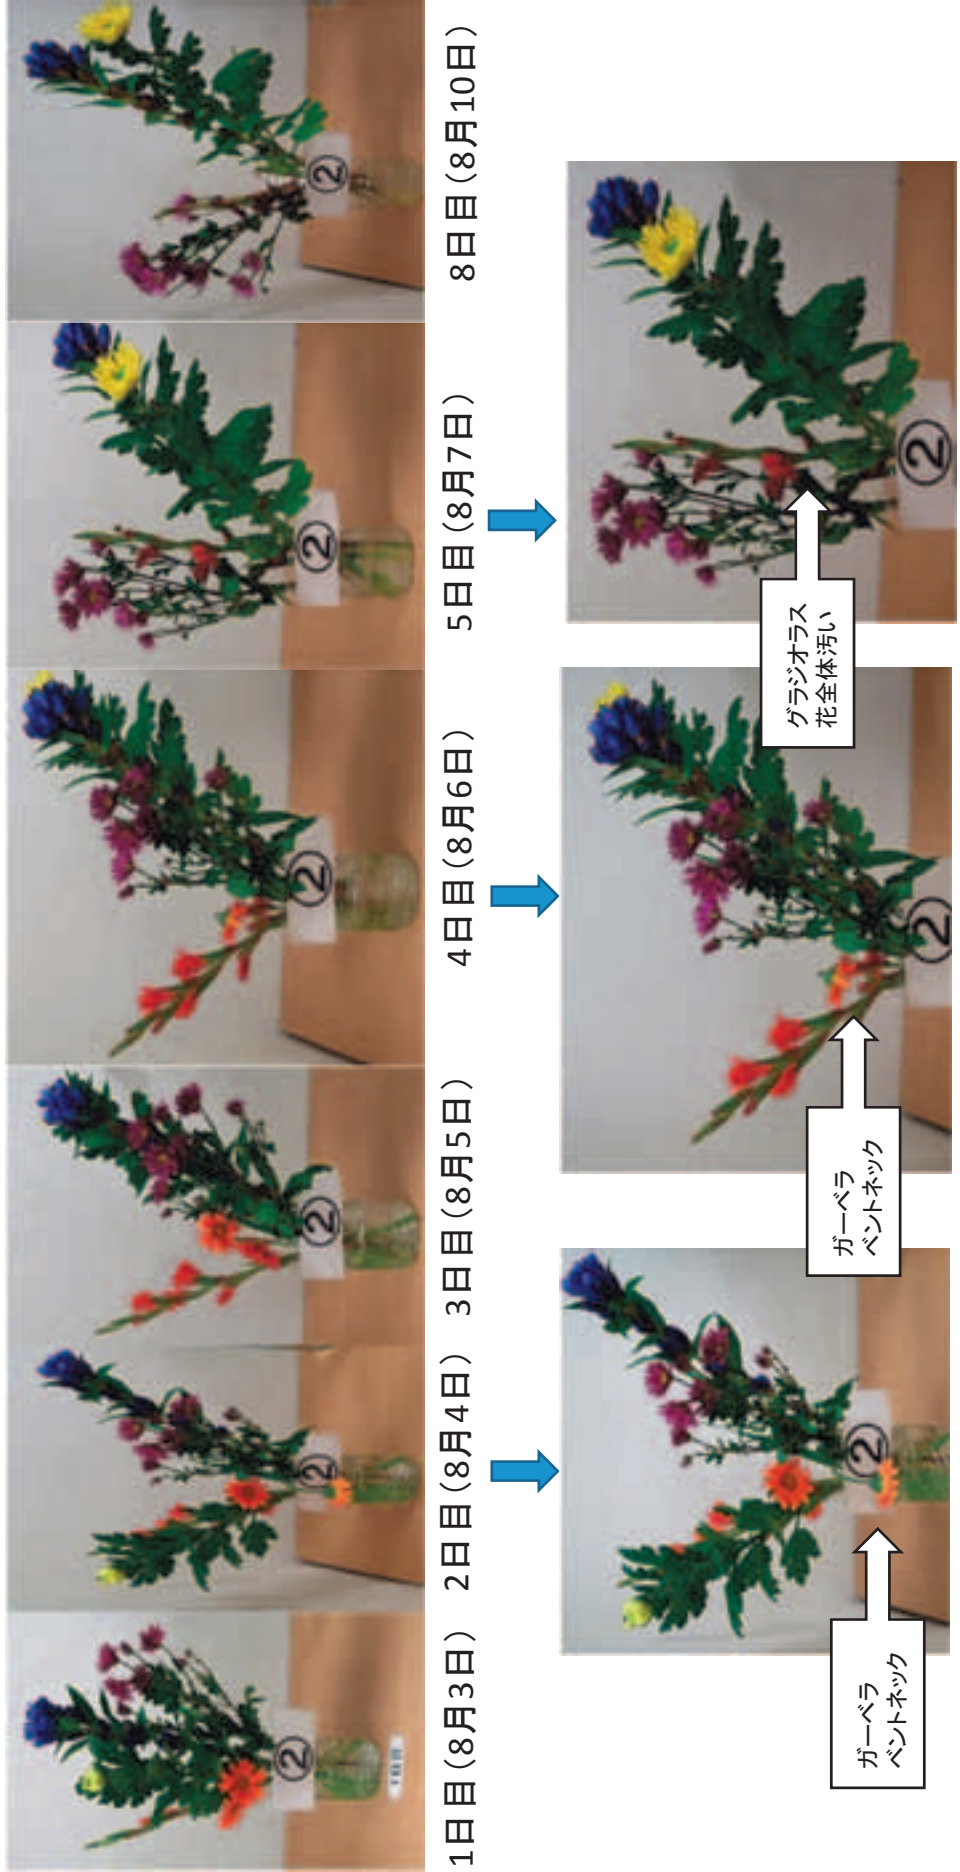 ②
②
②
②
②
②
1日目(8月3日)
2日目(8月4日)
3日目(8月5日)
4日目(8月6日)
5日目(8月7日)
8日目(8月10日)
②
②
②
ガーベラ
ベントネック
ガーベラ
ベントネック
グラジオラス
花全体汚い